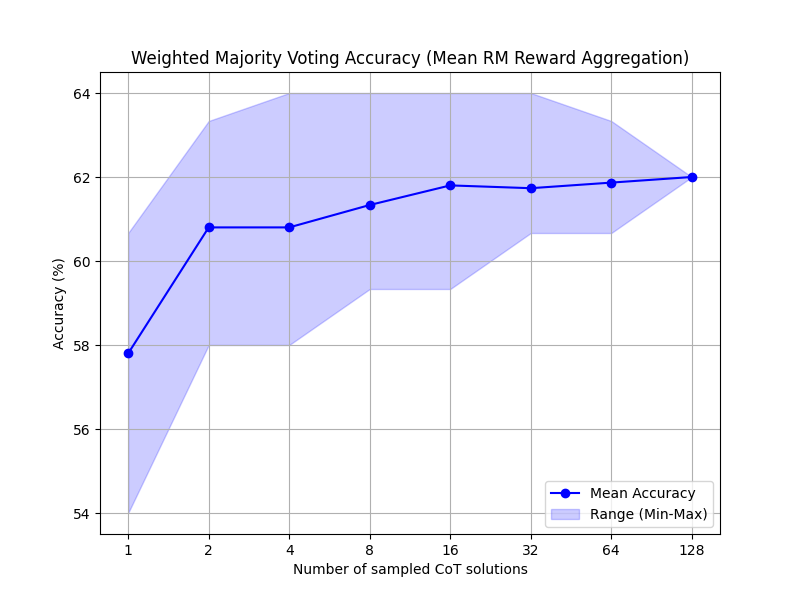 Weighted Majority Voting Accuracy (Mean RM Reward Aggregation)
Accuracy (%)
64
62
60
58
56
54
Mean Accuracy
Range (Min-Max)
1 2 4 8 16 32 64 128
Number of sampled CoT solutions